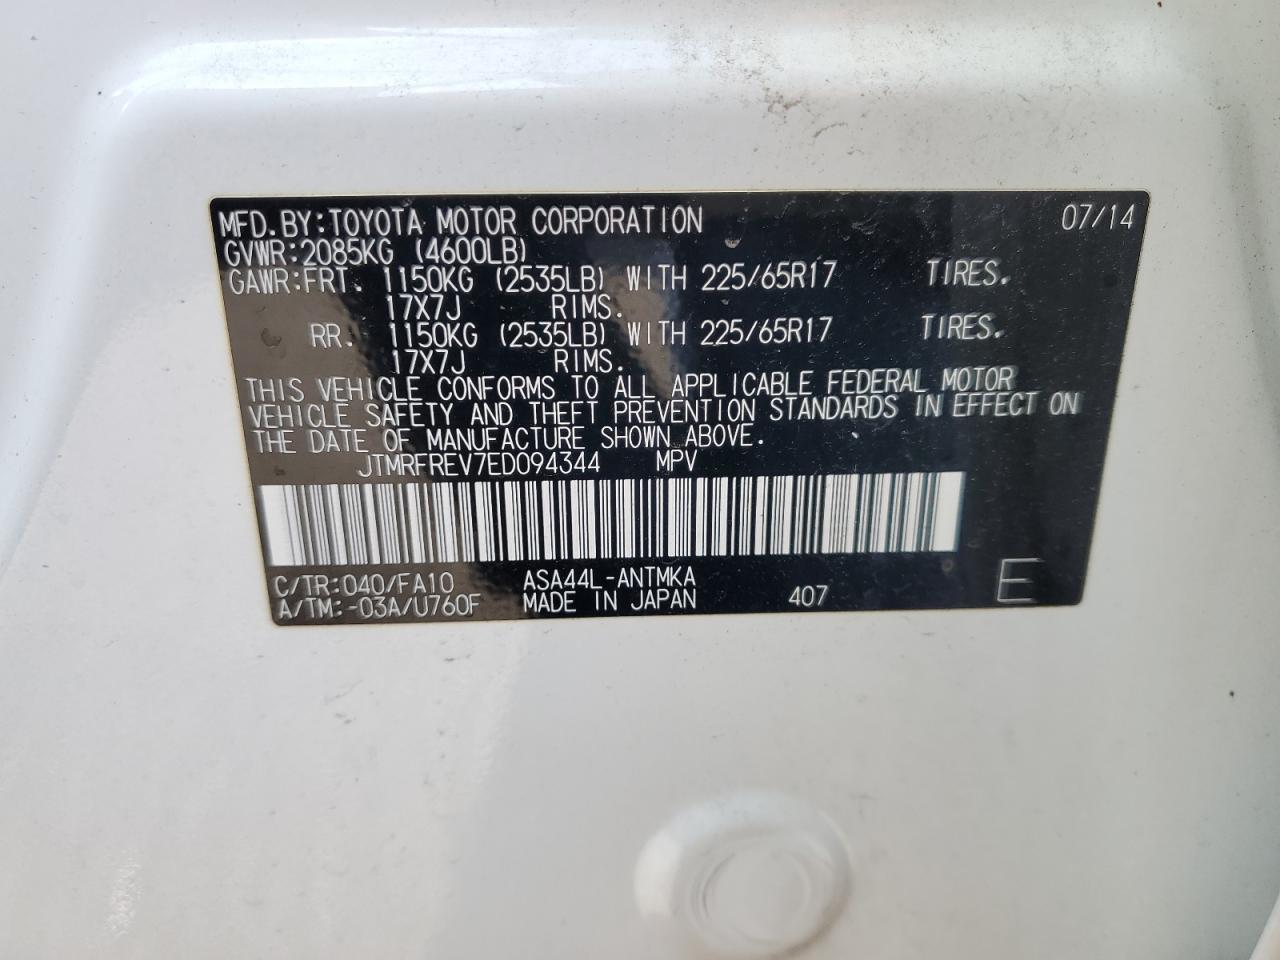 MFD.BY:TOYOTA MOTOR CORPORATION 07/14
GVWR:2085KG (4600LB)
GAWR:FRT. 1150KG (2535LB) WITH 225/65R17 TIRES.
17X7J RIMS.
RR. 1150KG (2535LB) WITH 225/65R17 TIRES.
17X7J RIMS.
THIS VEHICLE CONFORMS TO ALL APPLICABLE FEDERAL MOTOR
VEHICLE SAFETY AND THEFT PREVENTION STANDARDS IN EFFECT ON
THE DATE OF MANUFACTURE SHOWN ABOVE.
JTMRFREV7ED094344 MPV
C/TR:040/FA10 ASA44L-ANTMKA
A/TM:-03A/U760F MADE IN JAPAN 407 E